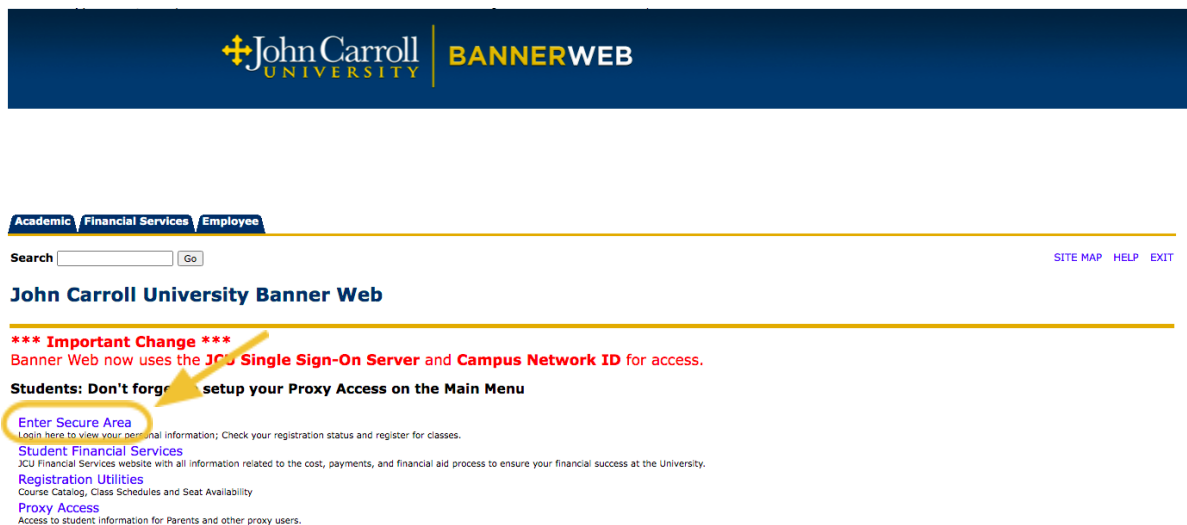 John Carroll
UNIVERSITY
BANNERWEB
Academic Financial Services Employee
Search Go SITE MAP HELP EXIT
John Carroll University Banner Web
*** Important Change ***
Banner Web now uses the JCU Single Sign-On Server and Campus Network ID for access.
Students: Don't forget to setup your Proxy Access on the Main Menu
Enter Secure Area
Login here to view your personal information; Check your registration status and register for classes.
Student Financial Services
JCU Financial Services website with all information related to the cost, payments, and financial aid process to ensure your financial success at the University.
Registration Utilities
Course Catalog, Class Schedules and Seat Availability
Proxy Access
Access to student information for Parents and other proxy users.